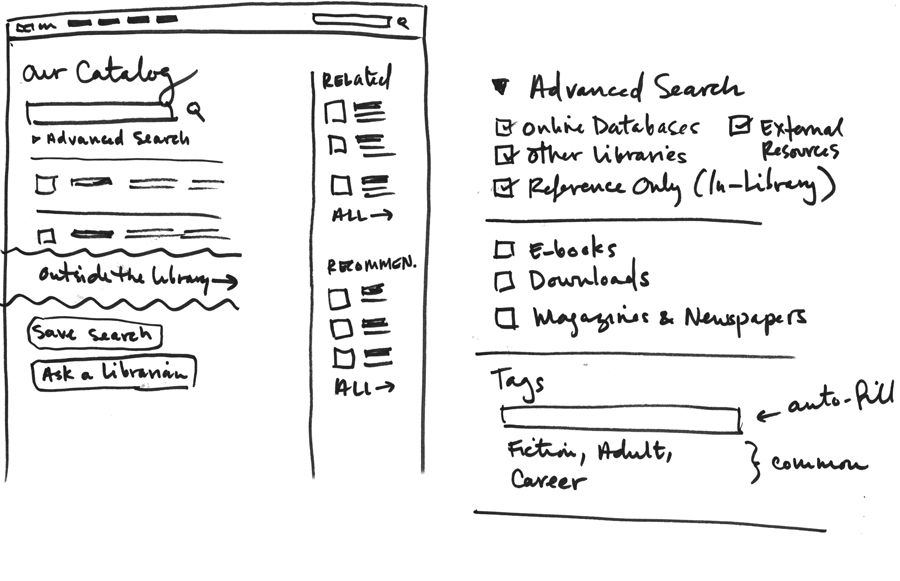 Our Catalog
Advanced Search
Outside the Library →
Save Search
Ask a Librarian
RELATED
ALL →
RECOMMEN.
ALL →
▼ Advanced Search
Online Databases
External
Resources
Other Libraries
Reference Only (In-Library)
E-books
Downloads
Magazines & Newspapers
Tags
← auto-fill
Fiction, Adult,
Career
common